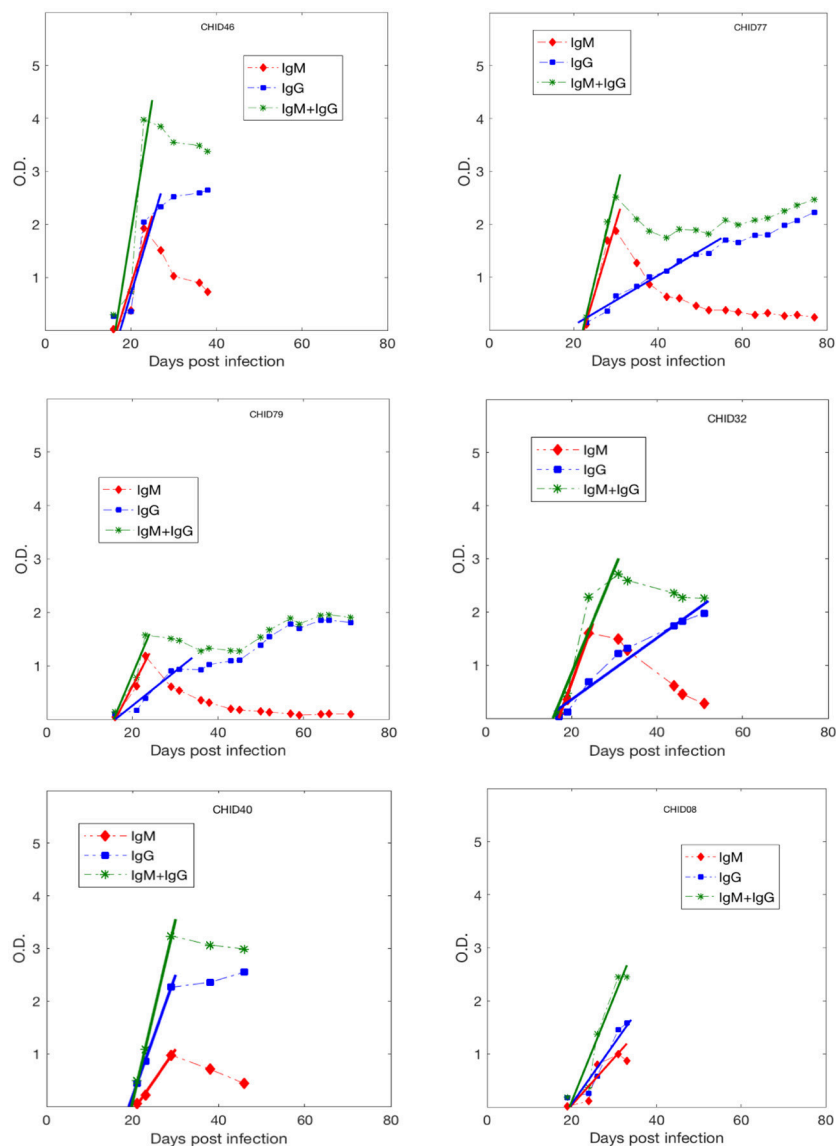 CHID46
IgM
IgG
IgM+IgG
5
4
3
2
1
O.D.
0 20 40 60 80
Days post infection
CHID77
IgM
IgG
IgM+IgG
5
4
3
2
1
O.D.
0 20 40 60 80
Days post infection
CHID79
IgM
IgG
IgM+IgG
5
4
3
2
1
O.D.
0 20 40 60 80
Days post infection
CHID32
IgM
IgG
IgM+IgG
5
4
3
2
1
O.D.
0 20 40 60 80
Days post infection
CHID40
IgM
IgG
IgM+IgG
5
4
3
2
1
O.D.
0 20 40 60 80
Days post infection
CHID08
IgM
IgG
IgM+IgG
5
4
3
2
1
O.D.
0 20 40 60 80
Days post infection